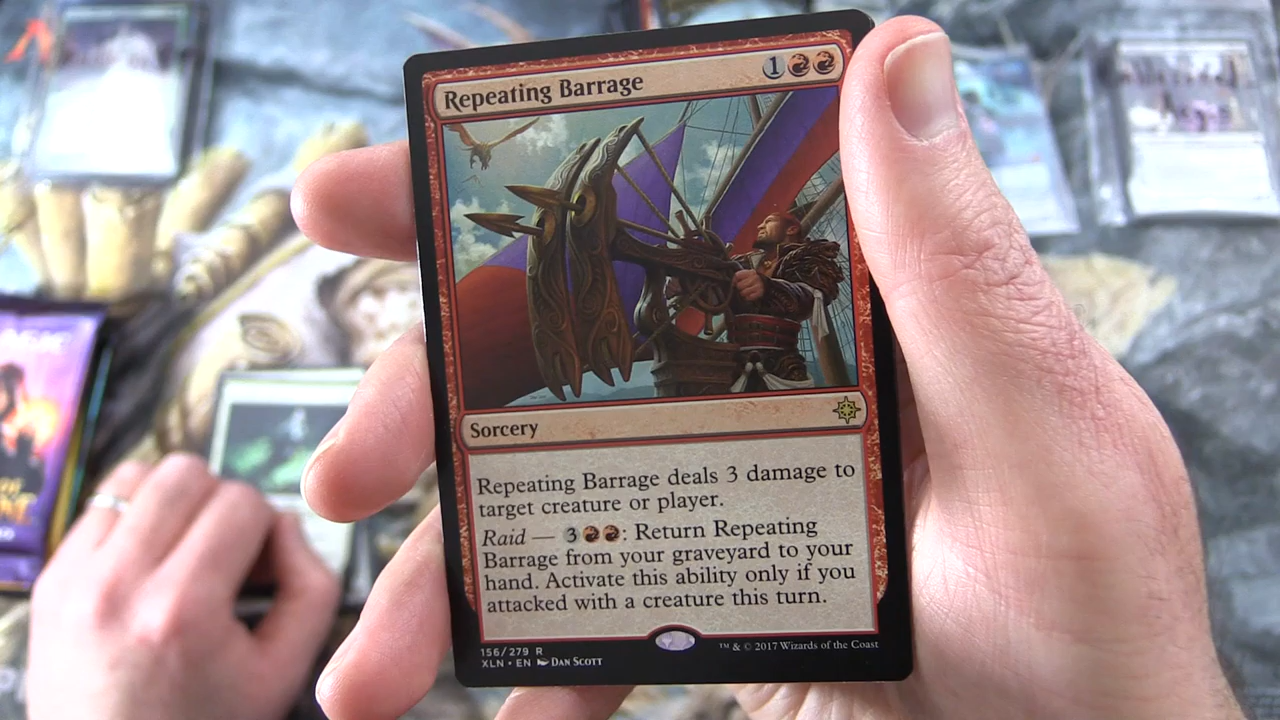 Repeating Barrage 1
Sorcery
Repeating Barrage deals 3 damage to
target creature or player.
Raid — 3 : Return Repeating
Barrage from your graveyard to your
hand. Activate this ability only if you
attacked with a creature this turn.
156/279 R
XLN • EN DAN SCOTT
™ & © 2017 Wizards of the Coast